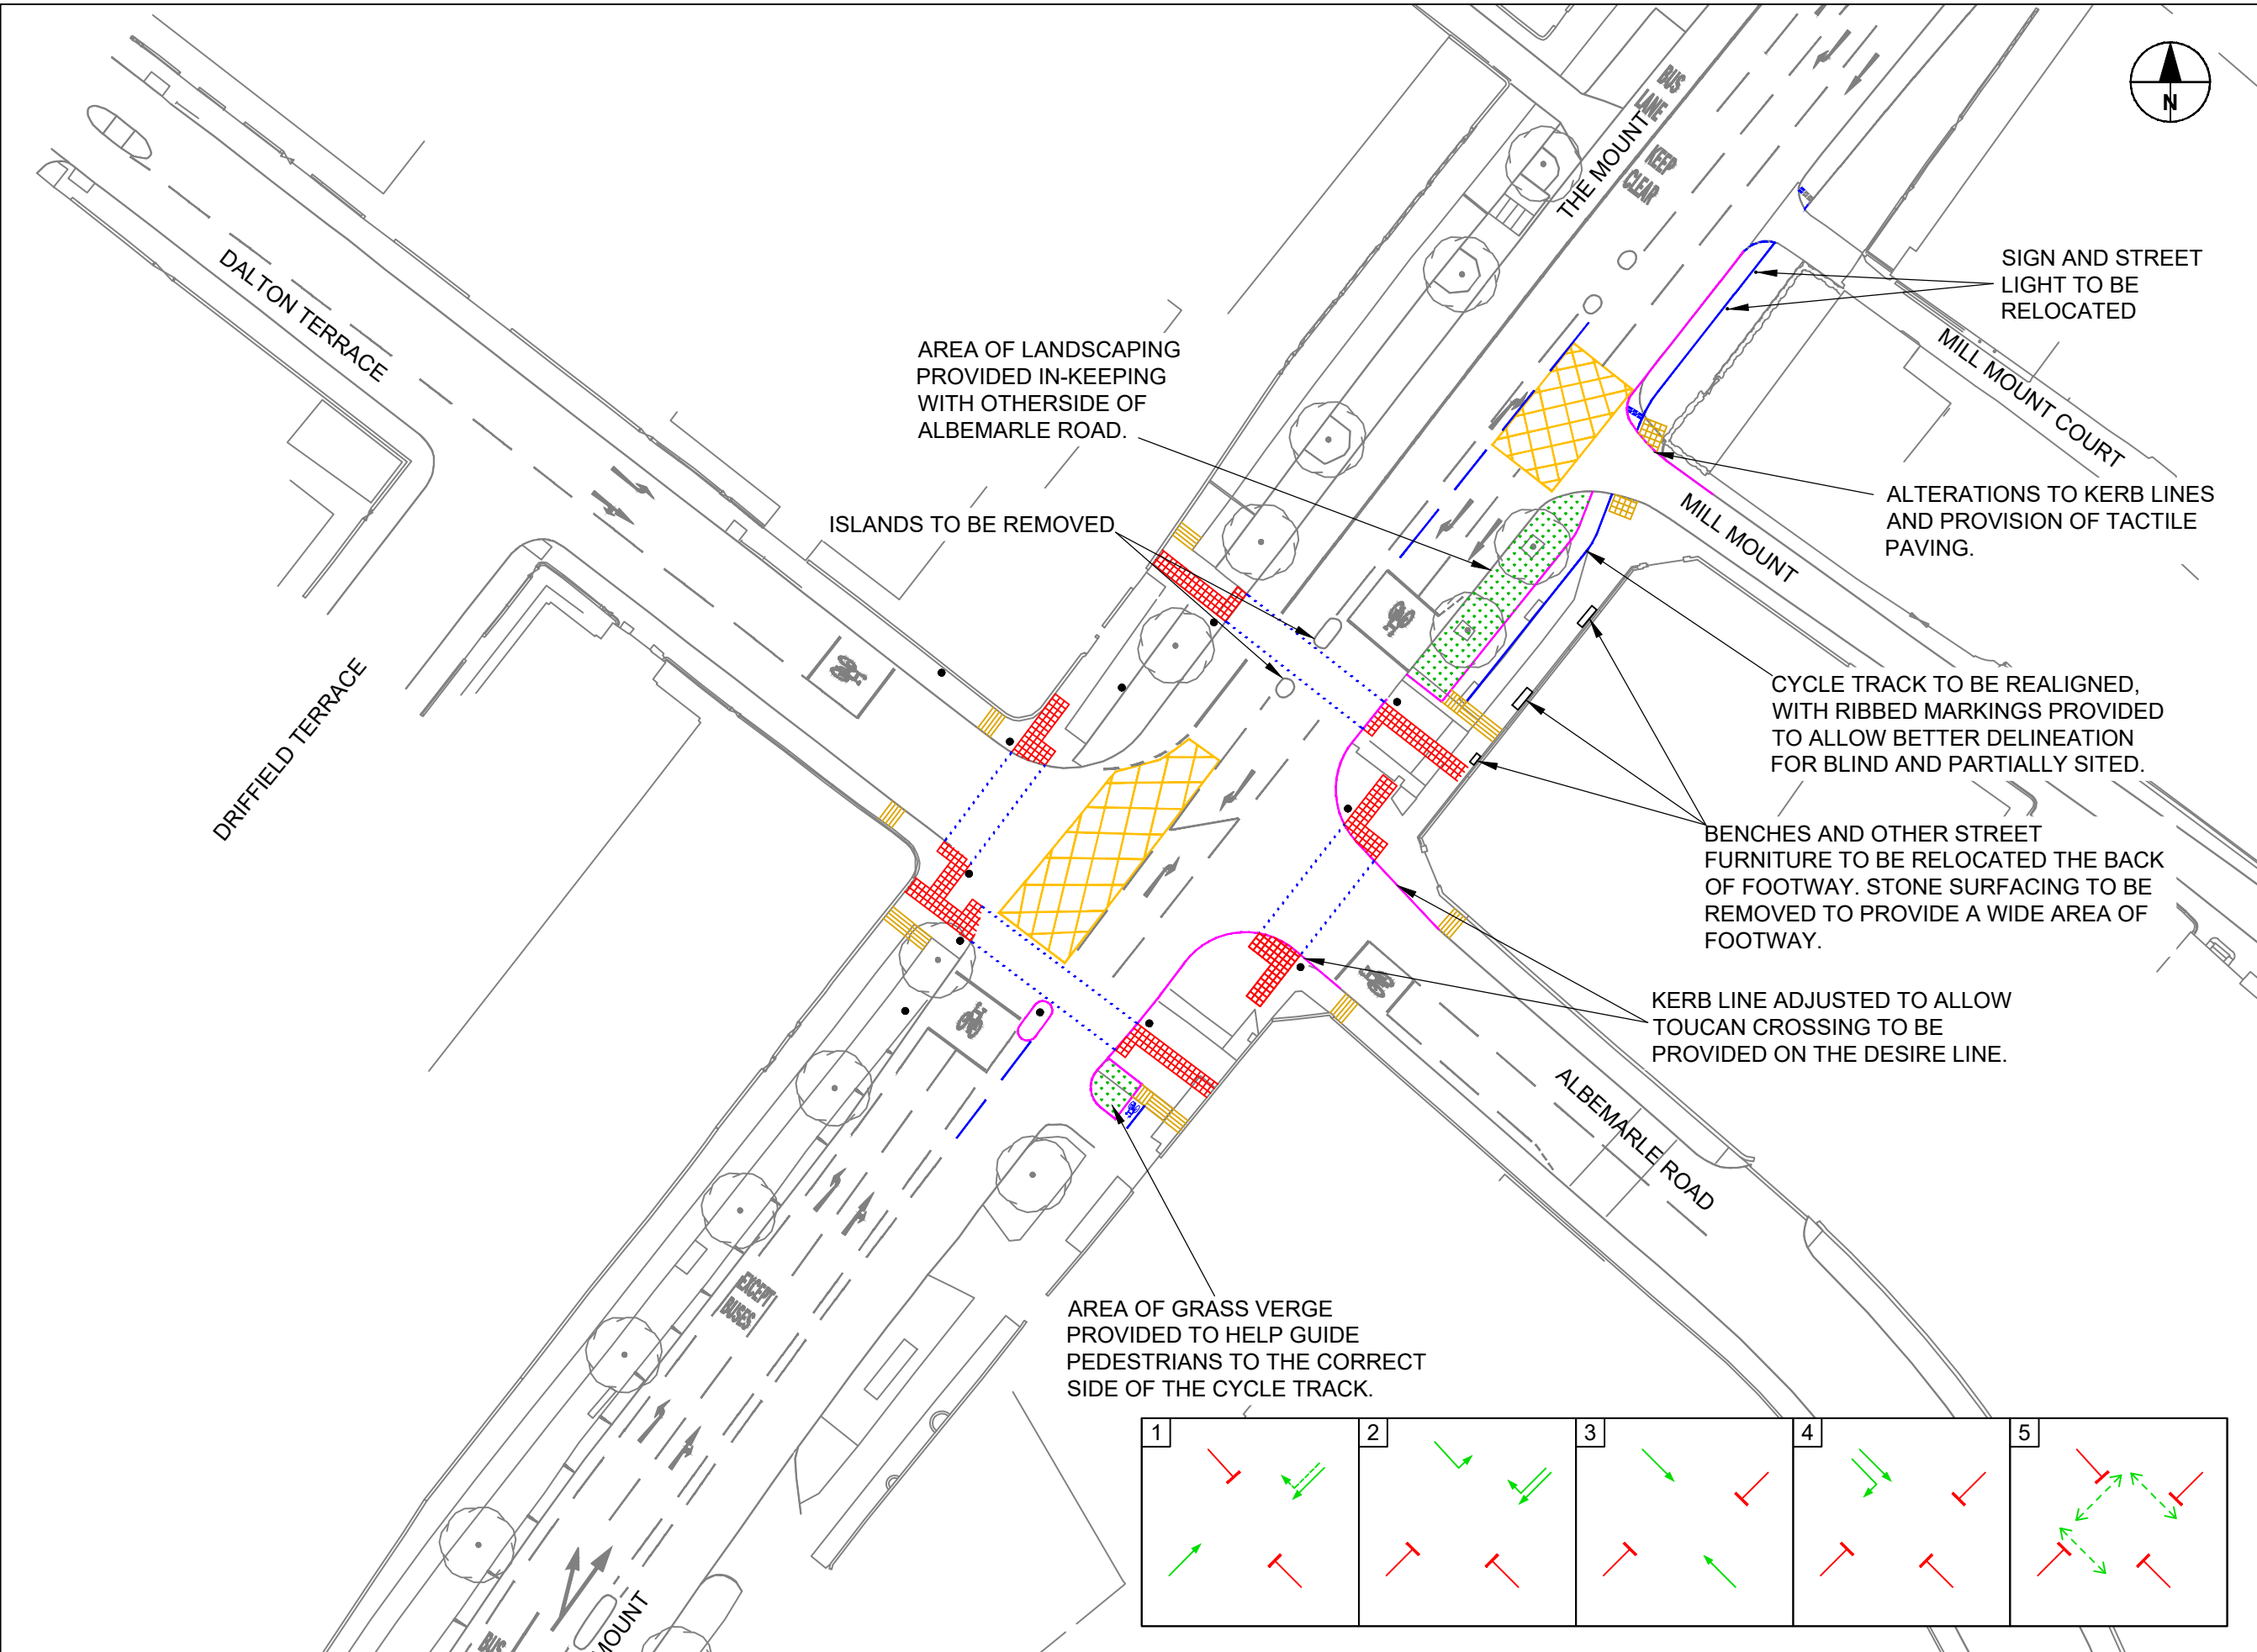 BUS
LANE
THE MOUNT
KEEP
CLEAR
N
DALTON TERRACE
SIGN AND STREET
LIGHT TO BE
RELOCATED
MILL MOUNT COURT
AREA OF LANDSCAPING
PROVIDED IN-KEEPING
WITH OTHERSIDE OF
ALBEMARLE ROAD.
ISLANDS TO BE REMOVED
ALTERATIONS TO KERB LINES
AND PROVISION OF TACTILE
PAVING.
MILL MOUNT
DRIFFIELD TERRACE
CYCLE TRACK TO BE REALIGNED,
WITH RIBBED MARKINGS PROVIDED
TO ALLOW BETTER DELINEATION
FOR BLIND AND PARTIALLY SITED.
BENCHES AND OTHER STREET
FURNITURE TO BE RELOCATED THE BACK
OF FOOTWAY. STONE SURFACING TO BE
REMOVED TO PROVIDE A WIDE AREA OF
FOOTWAY.
KERB LINE ADJUSTED TO ALLOW
TOUCAN CROSSING TO BE
PROVIDED ON THE DESIRE LINE.
ALBEMARLE ROAD
EXCEPT
BUSES
AREA OF GRASS VERGE
PROVIDED TO HELP GUIDE
PEDESTRIANS TO THE CORRECT
SIDE OF THE CYCLE TRACK.
1
2
3
4
5
BUS
MOUNT